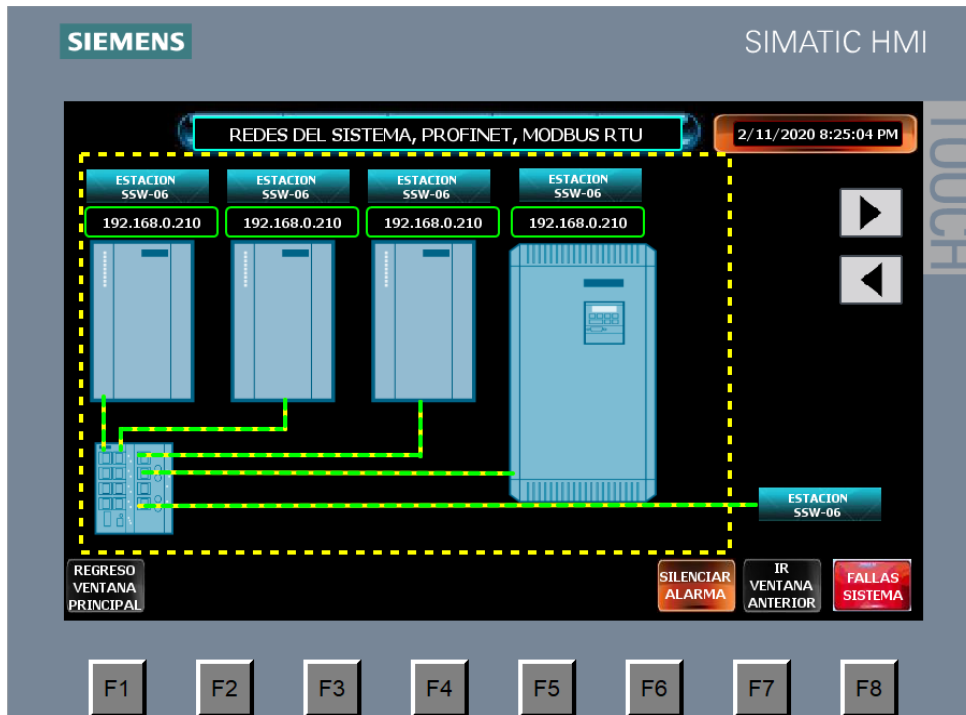 SIEMENS
SIMATIC HMI
TOUCH
REDES DEL SISTEMA, PROFINET, MODBUS RTU
2/11/2020 8:25:04 PM
ESTACION
SSW-06
ESTACION
SSW-06
ESTACION
SSW-06
ESTACION
SSW-06
192.168.0.210
192.168.0.210
192.168.0.210
192.168.0.210
ESTACION
SSW-06
REGRESO
VENTANA
PRINCIPAL
SILENCIAR
ALARMA
IR
VENTANA
ANTERIOR
FALLAS
SISTEMA
F1
F2
F3
F4
F5
F6
F7
F8